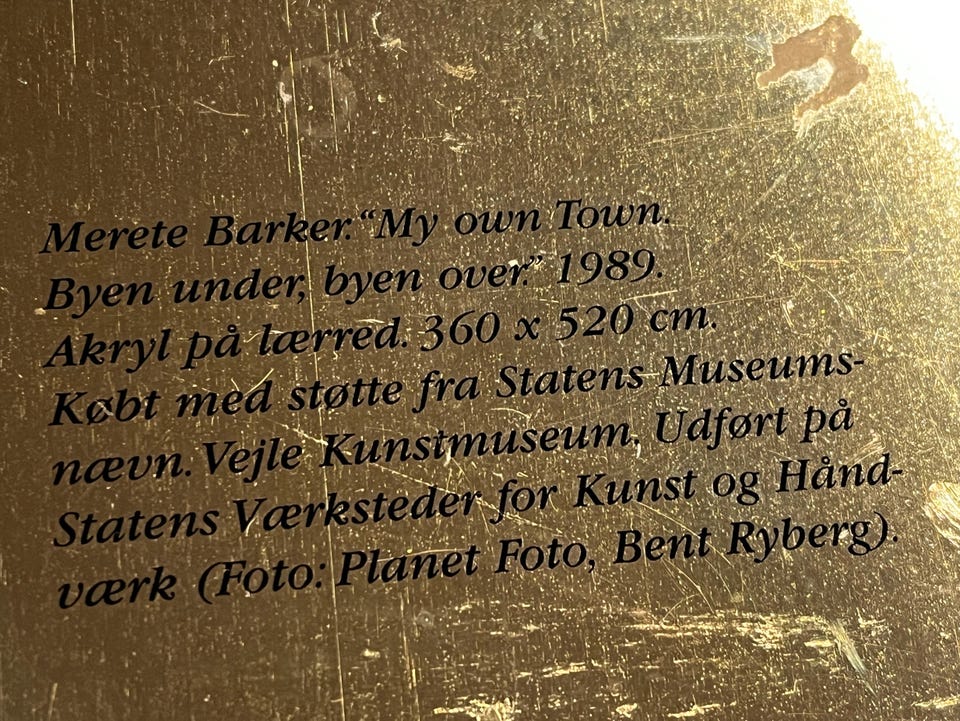 Merete Barker. “My own Town.
Byen under, byen over.” 1989.
Akryl på lærred. 360 x 520 cm.
Købt med støtte fra Statens Museums-
nævn. Vejle Kunstmuseum, Udført på
Statens Værksteder for Kunst og Hånd-
værk (Foto: Planet Foto, Bent Ryberg).